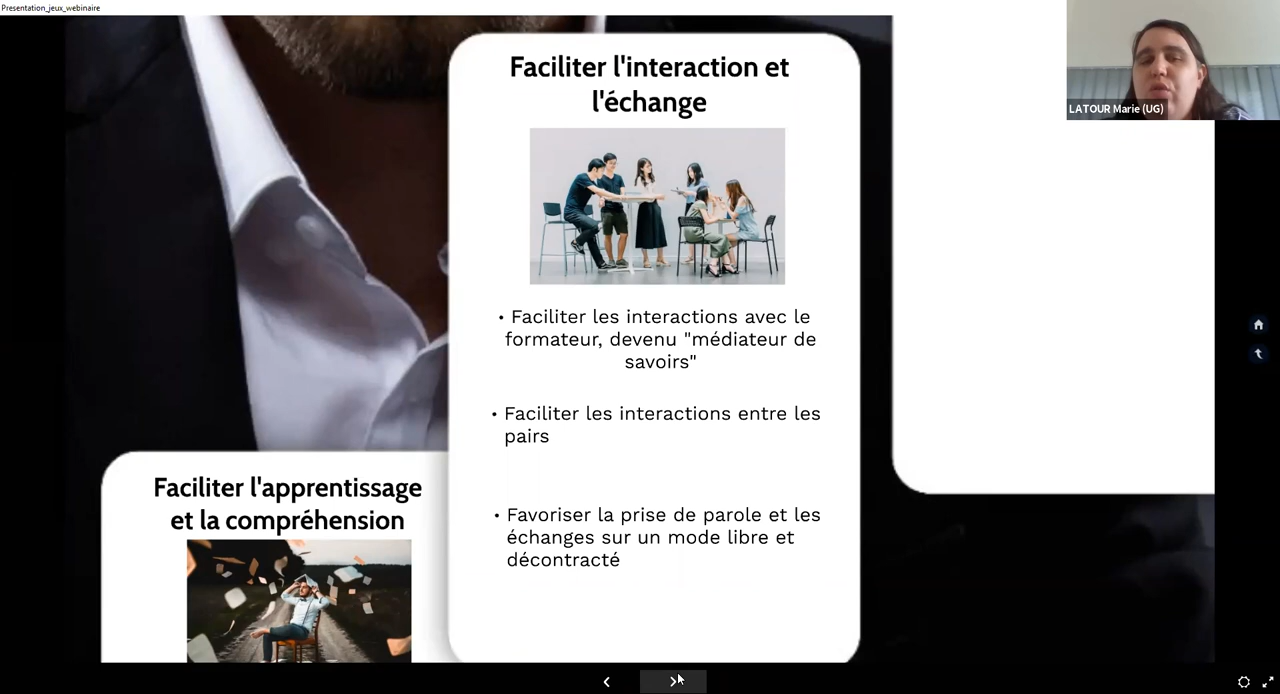 Presentation_jeux_webinaire
LATOUR Marie (UG)
Faciliter l'interaction et
l'échange
• Faciliter les interactions avec le
formateur, devenu "médiateur de
savoirs"
• Faciliter les interactions entre les
pairs
• Favoriser la prise de parole et les
échanges sur un mode libre et
décontracté
Faciliter l'apprentissage
et la compréhension